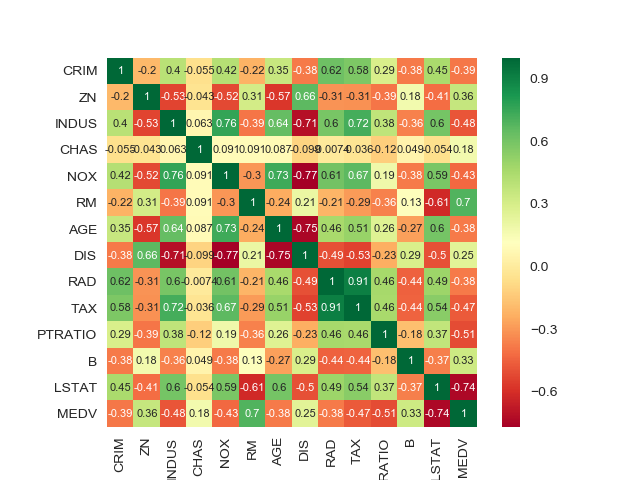 CRIM 1 -0.2 0.4 -0.055 0.42 -0.22 0.35 -0.38 0.62 0.58 0.29 -0.38 0.45 -0.39
ZN -0.2 1 -0.53 -0.043 -0.52 0.31 -0.57 0.66 -0.31 -0.31 -0.39 0.18 -0.41 0.36
INDUS 0.4 -0.53 1 0.063 0.76 -0.39 0.64 -0.71 0.6 0.72 0.38 -0.36 0.6 -0.48
CHAS -0.055 -0.043 0.063 1 0.091 0.091 0.087 -0.099 -0.0074 -0.036 -0.12 0.049 -0.054 0.18
NOX 0.42 -0.52 0.76 0.091 1 -0.3 0.73 -0.77 0.61 0.67 0.19 -0.38 0.59 -0.43
RM -0.22 0.31 -0.39 0.091 -0.3 1 -0.24 0.21 -0.21 -0.29 -0.36 0.13 -0.61 0.7
AGE 0.35 -0.57 0.64 0.087 0.73 -0.24 1 -0.75 0.46 0.51 0.26 -0.27 0.6 -0.38
DIS -0.38 0.66 -0.71 -0.099 -0.77 0.21 -0.75 1 -0.49 -0.53 -0.23 0.29 -0.5 0.25
RAD 0.62 -0.31 0.6 -0.0074 0.61 -0.21 0.46 -0.49 1 0.91 0.46 -0.44 0.49 -0.38
TAX 0.58 -0.31 0.72 -0.036 0.67 -0.29 0.51 -0.53 0.91 1 0.46 -0.44 0.54 -0.47
PTRATIO 0.29 -0.39 0.38 -0.12 0.19 -0.36 0.26 -0.23 0.46 0.46 1 -0.18 0.37 -0.51
B -0.38 0.18 -0.36 0.049 -0.38 0.13 -0.27 0.29 -0.44 -0.44 -0.18 1 -0.37 0.33
LSTAT 0.45 -0.41 0.6 -0.054 0.59 -0.61 0.6 -0.5 0.49 0.54 0.37 -0.37 1 -0.74
MEDV -0.39 0.36 -0.48 0.18 -0.43 0.7 -0.38 0.25 -0.38 -0.47 -0.51 0.33 -0.74 1
CRIM ZN INDUS CHAS NOX RM AGE DIS RAD TAX RATIO B LSTAT MEDV
0.9
0.6
0.3
0.0
−0.3
−0.6